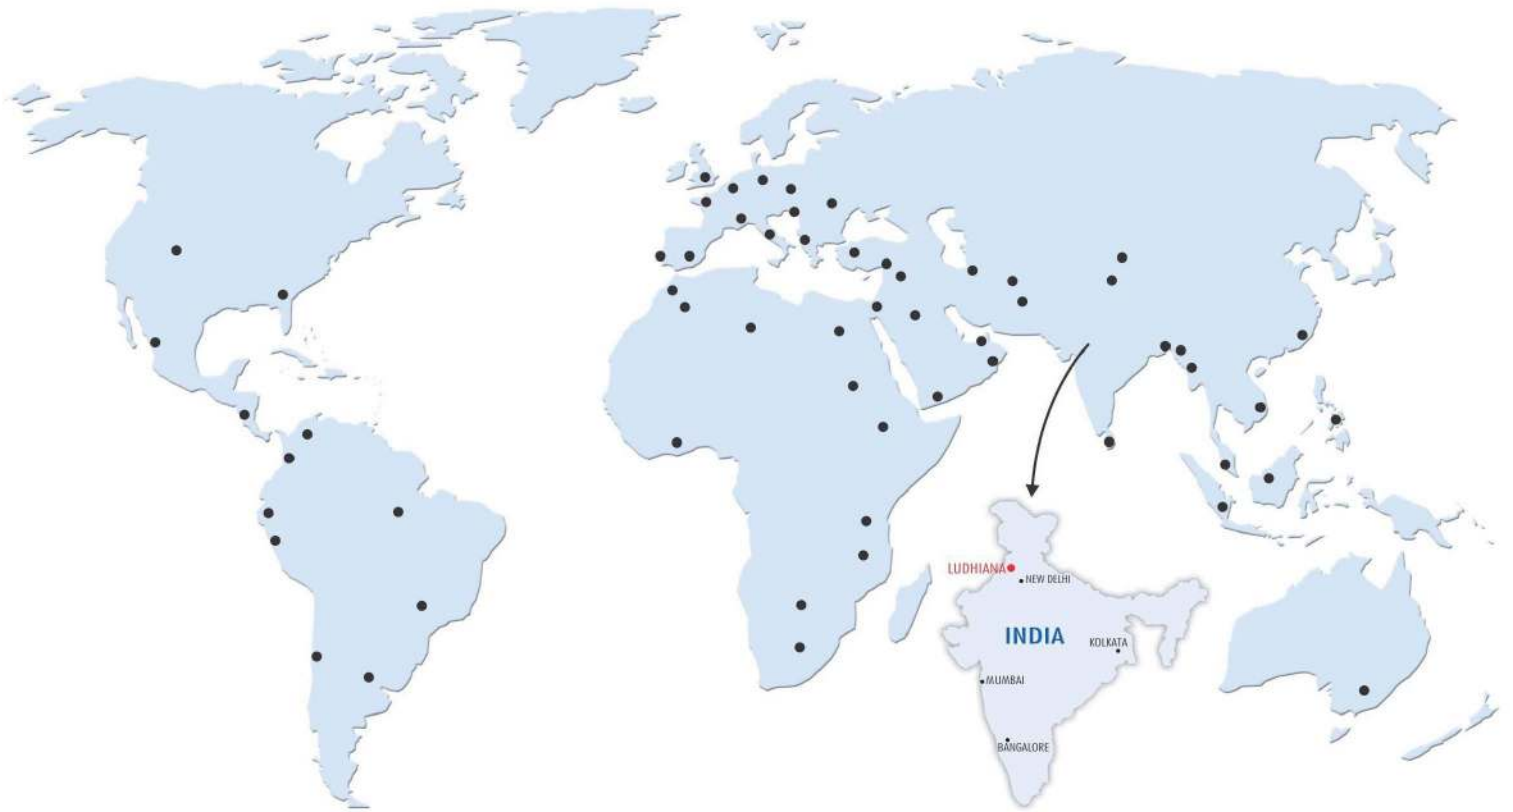 LUDHIANA
NEW DELHI
INDIA
KOLKATA
MUMBAI
BANGALORE